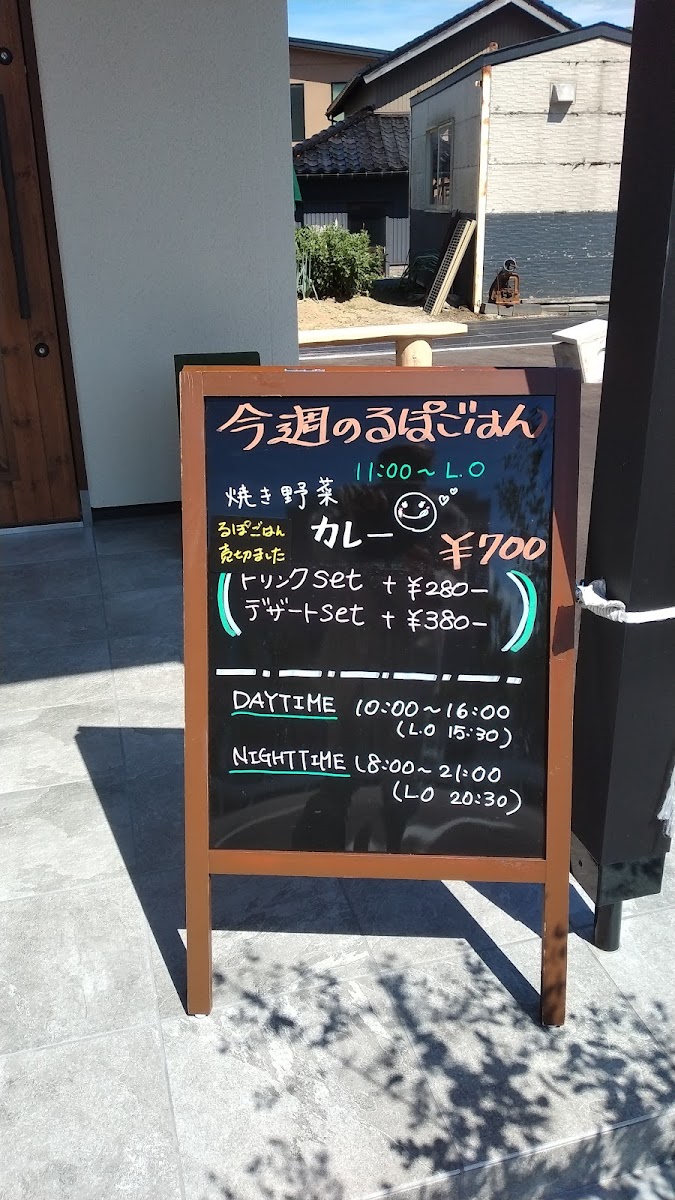 今週のるぱごはん
11:00～L.O
焼き野菜
カレー
るぱごはん
売切ました
¥700
ドリンクset + ¥280-
デザートset + ¥380-
DAYTIME 10:00～16:00
(L.O 15:30)
NIGHTTIME 18:00～21:00
(L.O 20:30)